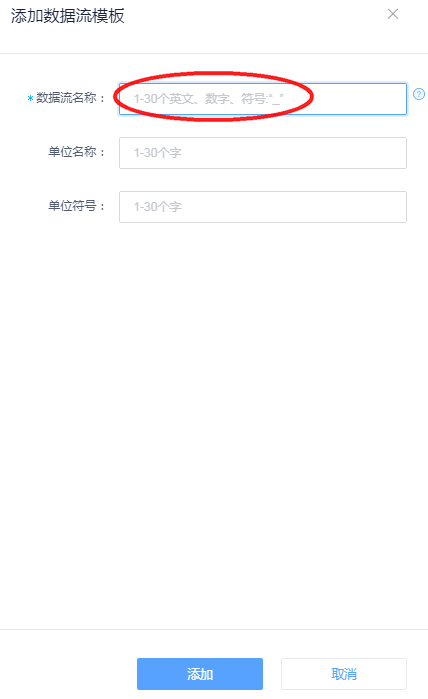 添加数据流模板
* 数据流名称：
1-30个英文、数字、符号:“_”
?
单位名称：
1-30个字
单位符号：
1-30个字
添加
取消